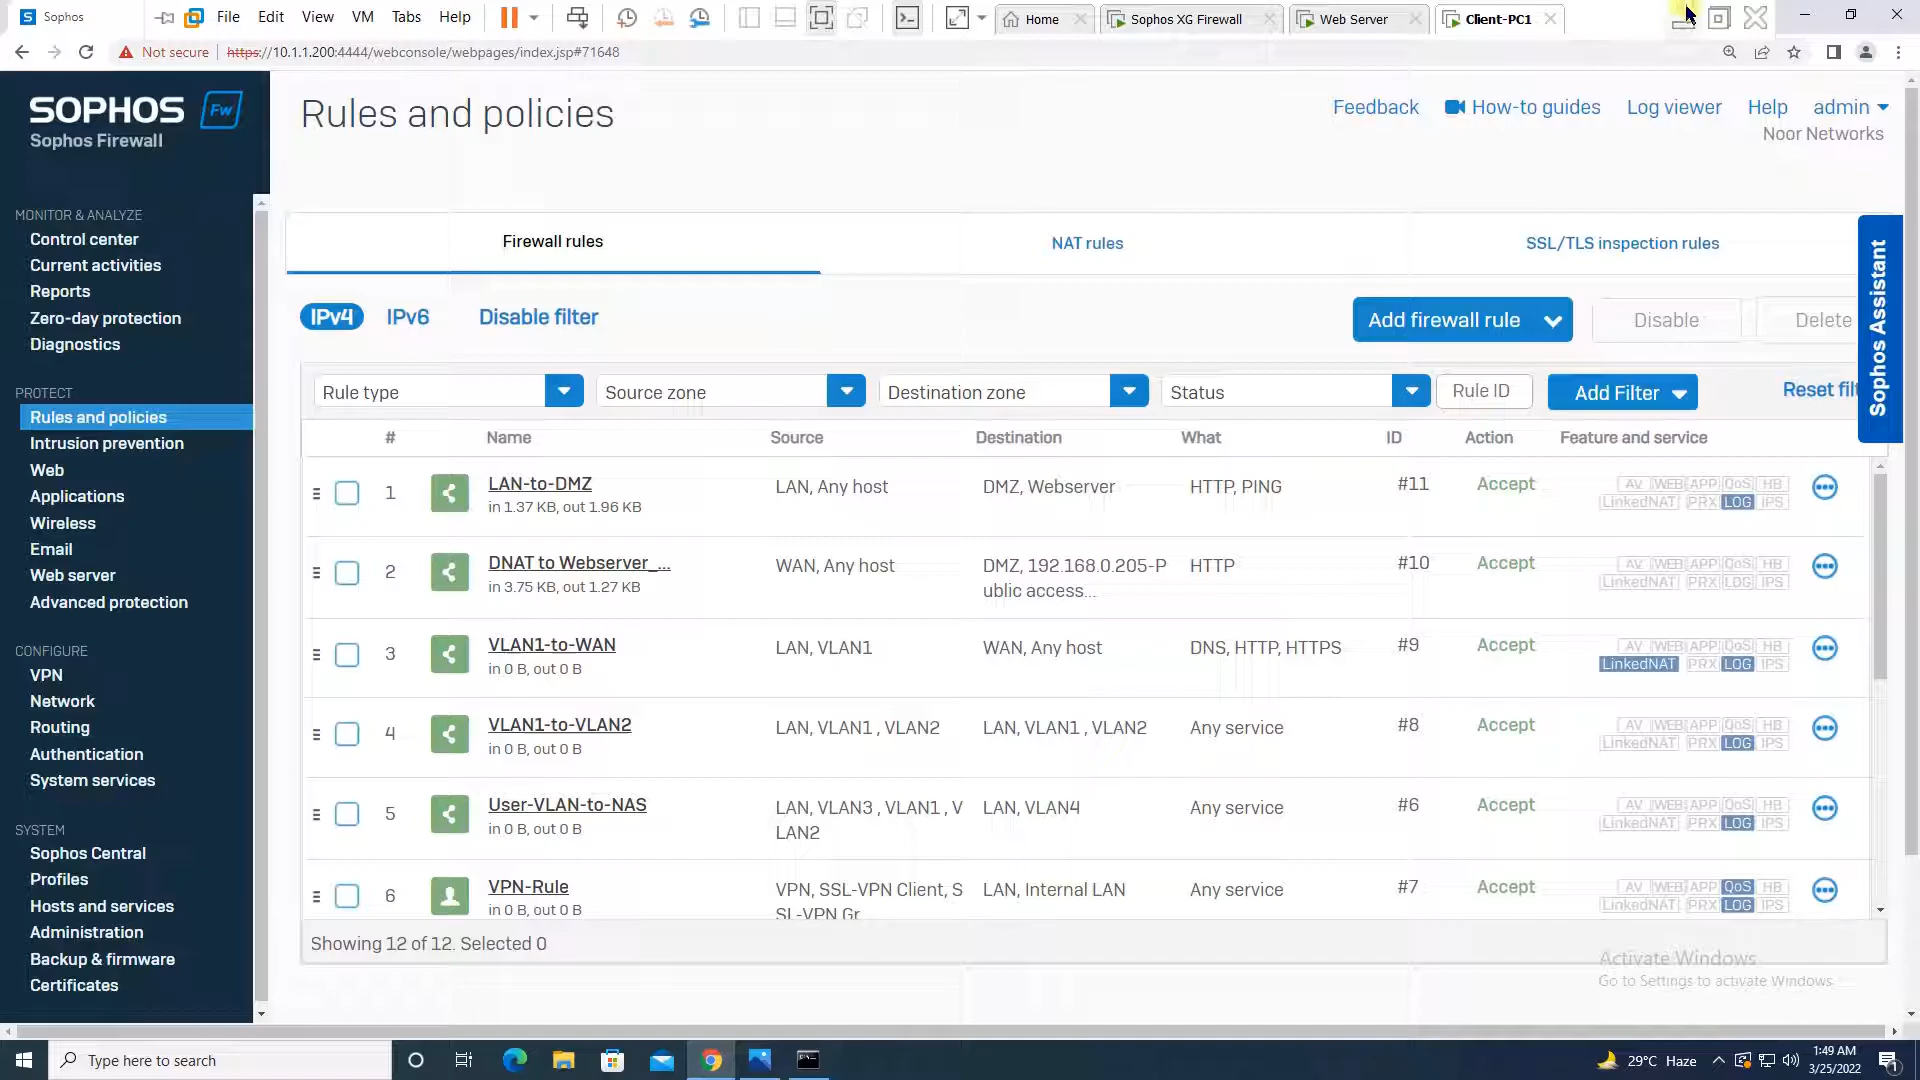 Sophos
File Edit View VM Tabs Help
Home
Sophos XG Firewall
Web Server
Client-PC1
Not secure https://10.1.1.200:4444/webconsole/webpages/index.jsp#71648
SOPHOS Fw
Sophos Firewall
MONITOR & ANALYZE
Control center
Current activities
Reports
Zero-day protection
Diagnostics
PROTECT
Rules and policies
Intrusion prevention
Web
Applications
Wireless
Email
Web server
Advanced protection
CONFIGURE
VPN
Network
Routing
Authentication
System services
SYSTEM
Sophos Central
Profiles
Hosts and services
Administration
Backup & firmware
Certificates
Rules and policies
Feedback How-to guides Log viewer Help admin
Noor Networks
Firewall rules NAT rules SSL/TLS inspection rules
Sophos Assistant
IPv4 IPv6 Disable filter Add firewall rule Disable Delete
Rule type Source zone Destination zone Status Rule ID Add Filter Reset filt
# Name Source Destination What ID Action Feature and service
1 LAN-to-DMZ LAN, Any host DMZ, Webserver HTTP, PING #11 Accept AV WEB APP QoS HB
in 1.37 KB, out 1.96 KB LinkedNAT PRX LOG IPS
2 DNAT to Webserver_... WAN, Any host DMZ, 192.168.0.205-P HTTP #10 Accept AV WEB APP QoS HB
in 3.75 KB, out 1.27 KB ublic access... LinkedNAT PRX LOG IPS
3 VLAN1-to-WAN LAN, VLAN1 WAN, Any host DNS, HTTP, HTTPS #9 Accept AV WEB APP QoS HB
in 0 B, out 0 B LinkedNAT PRX LOG IPS
4 VLAN1-to-VLAN2 LAN, VLAN1 , VLAN2 LAN, VLAN1 , VLAN2 Any service #8 Accept AV WEB APP QoS HB
in 0 B, out 0 B LinkedNAT PRX LOG IPS
5 User-VLAN-to-NAS LAN, VLAN3 , VLAN1 , V LAN, VLAN4 Any service #6 Accept AV WEB APP QoS HB
in 0 B, out 0 B LAN2 LinkedNAT PRX LOG IPS
6 VPN-Rule VPN, SSL-VPN Client, S LAN, Internal LAN Any service #7 Accept AV WEB APP QoS HB
in 0 B, out 0 B SL-VPN Gr LinkedNAT PRX LOG IPS
Showing 12 of 12. Selected 0
Activate Windows
Go to Settings to activate Windows.
Type here to search
29°C Haze
1:49 AM
3/25/2022
1